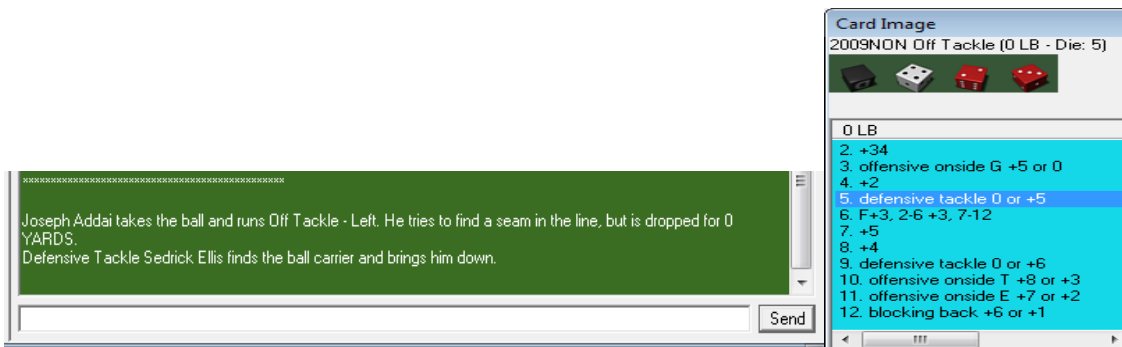 Card Image
2009NON Off Tackle (0 LB - Die: 5)
0 LB
2. +34
3. offensive onside G +5 or 0
4. +2
5. defensive tackle 0 or +5
6. F+3, 2-6 +3, 7-12
7. +5
8. +4
9. defensive tackle 0 or +6
10. offensive onside T +8 or +3
11. offensive onside E +7 or +2
12. blocking back +6 or +1
***********************************************
Joseph Addai takes the ball and runs Off Tackle - Left. He tries to find a seam in the line, but is dropped for 0
YARDS.
Defensive Tackle Sedrick Ellis finds the ball carrier and brings him down.
Send